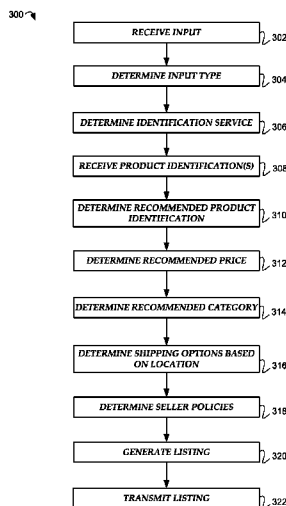 300
RECEIVE INPUT
302
DETERMINE INPUT TYPE
304
DETERMINE IDENTIFICATION SERVICE
306
RECEIVE PRODUCT IDENTIFICATION(S)
308
DETERMINE RECOMMENDED PRODUCT
IDENTIFICATION
310
DETERMINE RECOMMENDED PRICE
312
DETERMINE RECOMMENDED CATEGORY
314
DETERMINE SHIPPING OPTIONS BASED
ON LOCATION
316
DETERMINE SELLER POLICIES
318
GENERATE LISTING
320
TRANSMIT LISTING
322